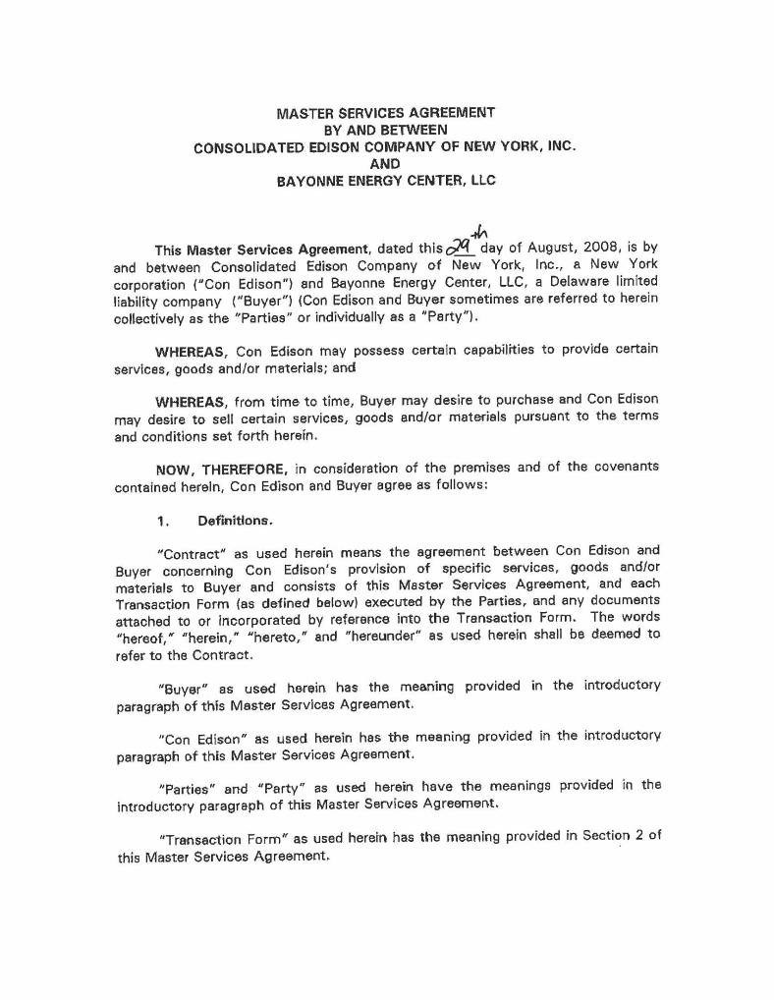 MASTER SERVICES AGREEMENT
BY AND BETWEEN
CONSOLIDATED EDISON COMPANY OF NEW YORK, INC.
AND
BAYONNE ENERGY CENTER, LLC
This Master Services Agreement, dated this 29th day of August, 2008, is by
and between Consolidated Edison Company of New York, Inc., a New York
corporation ("Con Edison") and Bayonne Energy Center, LLC, a Delaware limited
liability company ("Buyer") (Con Edison and Buyer sometimes are referred to herein
collectively as the "Parties" or individually as a "Party").
WHEREAS, Con Edison may possess certain capabilities to provide certain
services, goods and/or materials; and
WHEREAS, from time to time, Buyer may desire to purchase and Con Edison
may desire to sell certain services, goods and/or materials pursuant to the terms
and conditions set forth herein.
NOW, THEREFORE, in consideration of the premises and of the covenants
contained herein, Con Edison and Buyer agree as follows:
1. Definitions.
"Contract" as used herein means the agreement between Con Edison and
Buyer concerning Con Edison's provision of specific services, goods and/or
materials to Buyer and consists of this Master Services Agreement, and each
Transaction Form (as defined below) executed by the Parties, and any documents
attached to or incorporated by reference into the Transaction Form. The words
"hereof," "herein," "hereto," and "hereunder" as used herein shall be deemed to
refer to the Contract.
"Buyer" as used herein has the meaning provided in the introductory
paragraph of this Master Services Agreement.
"Con Edison" as used herein has the meaning provided in the introductory
paragraph of this Master Services Agreement.
"Parties" and "Party" as used herein have the meanings provided in the
introductory paragraph of this Master Services Agreement.
"Transaction Form" as used herein has the meaning provided in Section 2 of
this Master Services Agreement.